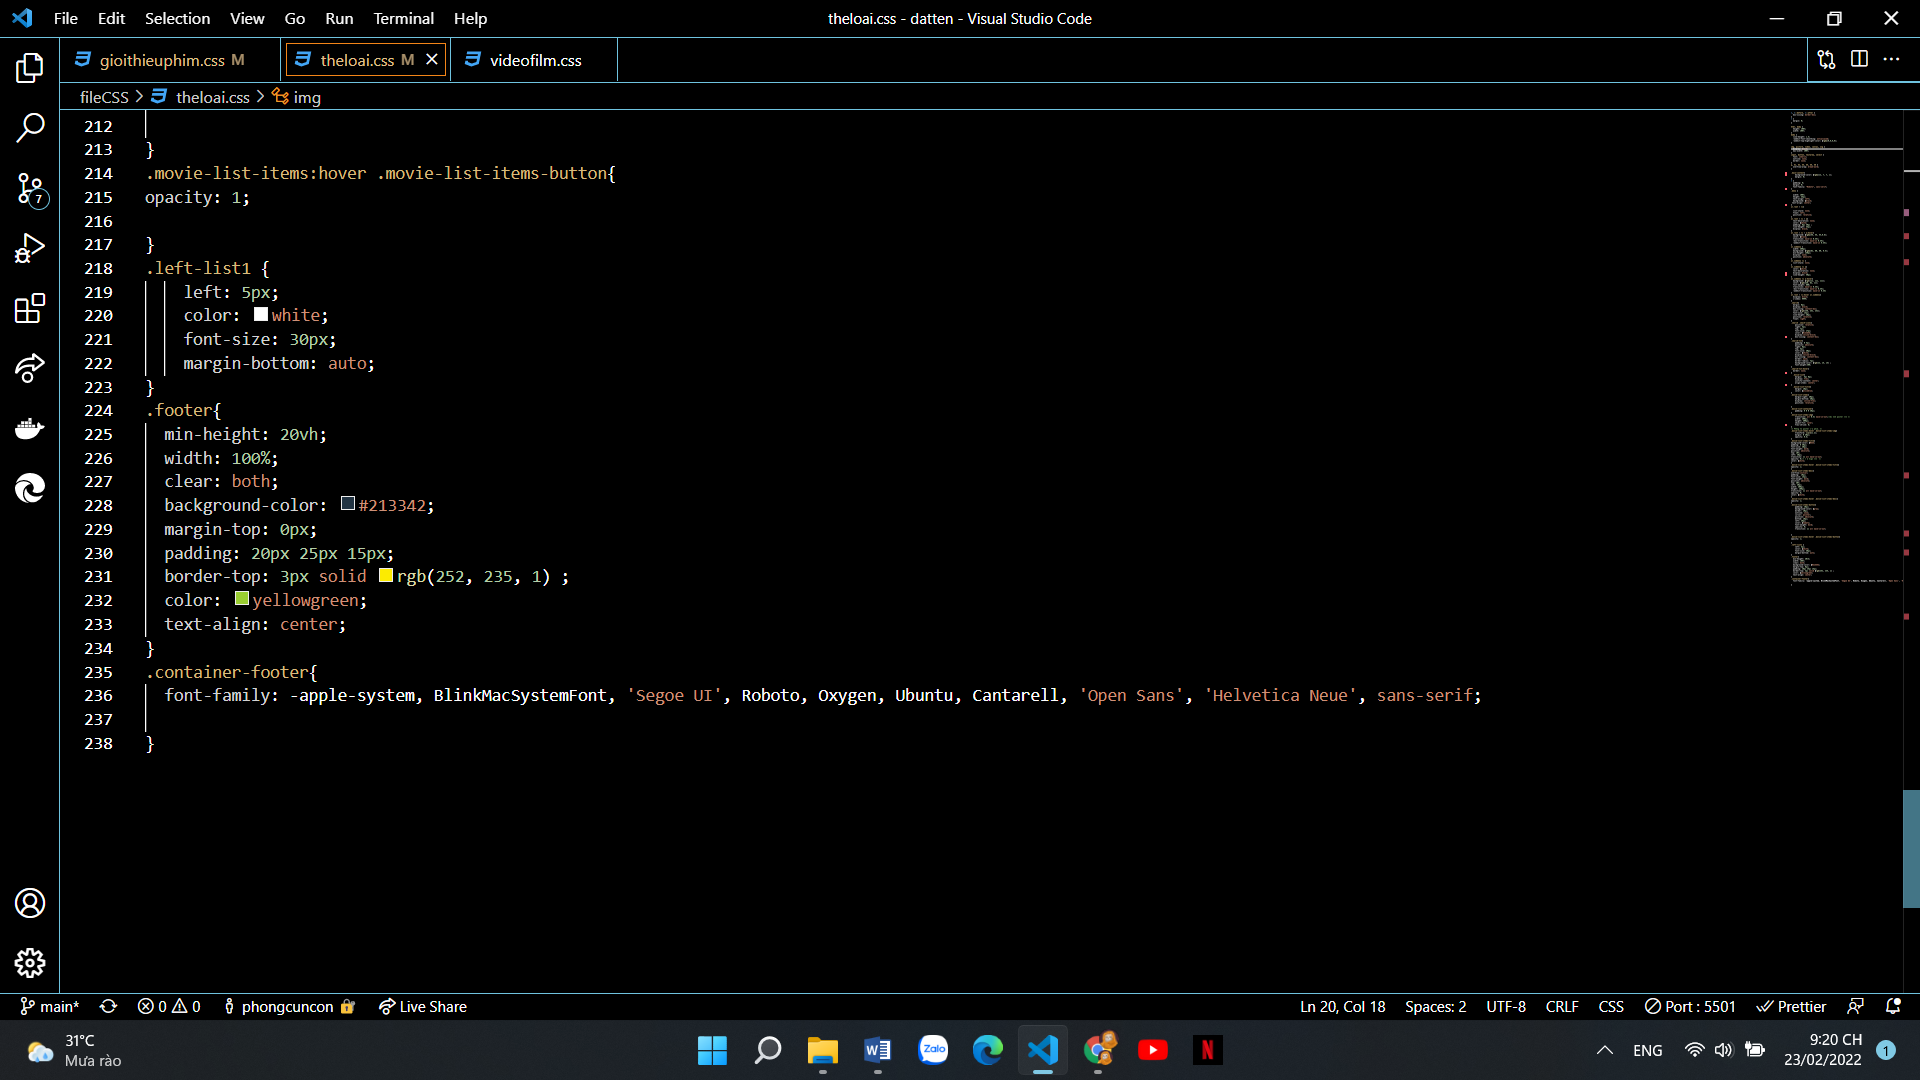 File Edit Selection View Go Run Terminal Help
theloai.css - datten - Visual Studio Code
gioithieuphim.css M
theloai.css M
videofilm.css
fileCSS > theloai.css > img
212
213 }
214 .movie-list-items:hover .movie-list-items-button{
215 opacity: 1;
216
217 }
218 .left-list1 {
219 left: 5px;
220 color: white;
221 font-size: 30px;
222 margin-bottom: auto;
223 }
224 .footer{
225 min-height: 20vh;
226 width: 100%;
227 clear: both;
228 background-color: #213342;
229 margin-top: 0px;
230 padding: 20px 25px 15px;
231 border-top: 3px solid rgb(252, 235, 1) ;
232 color: yellowgreen;
233 text-align: center;
234 }
235 .container-footer{
236 font-family: -apple-system, BlinkMacSystemFont, 'Segoe UI', Roboto, Oxygen, Ubuntu, Cantarell, 'Open Sans', 'Helvetica Neue', sans-serif;
237
238 }
7
main* 0 0 phongcuncon Live Share
Ln 20, Col 18 Spaces: 2 UTF-8 CRLF CSS Port : 5501 Prettier
31°C
Mưa rào
Zalo
N
ENG
9:20 CH
23/02/2022
1